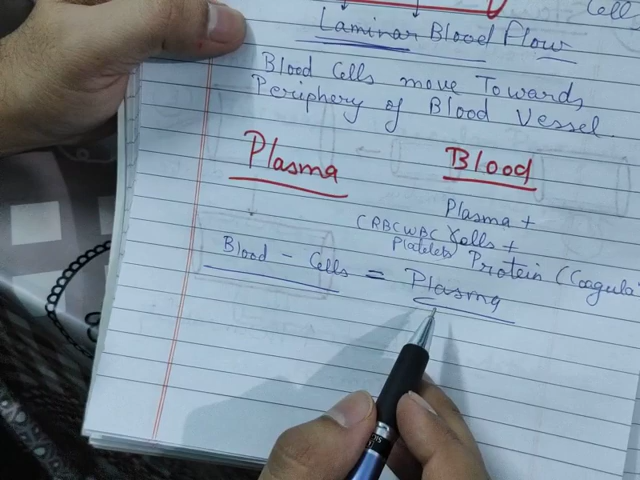 Cell
Laminar Blood Flow
Blood Cells move Towards
Periphery of Blood Vessel.
Plasma
Blood
Plasma +
(RBC WBC Cells +
Platelets Protein (Coagula
Blood - Cells = Plasma